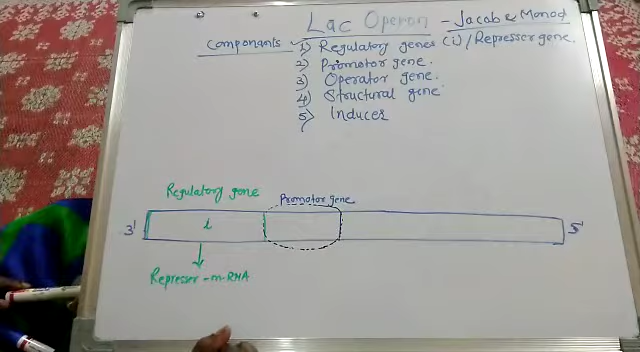 Lac Operon - Jacab & Monod
Componants
1) Regulatory genes (i) / Represser gene.
2) Promotor gene.
3) Operator gene.
4) Structural gene
5) Inducer
Regulatory gene
Promotor gene
3' i 5'
Represser-m-RNA